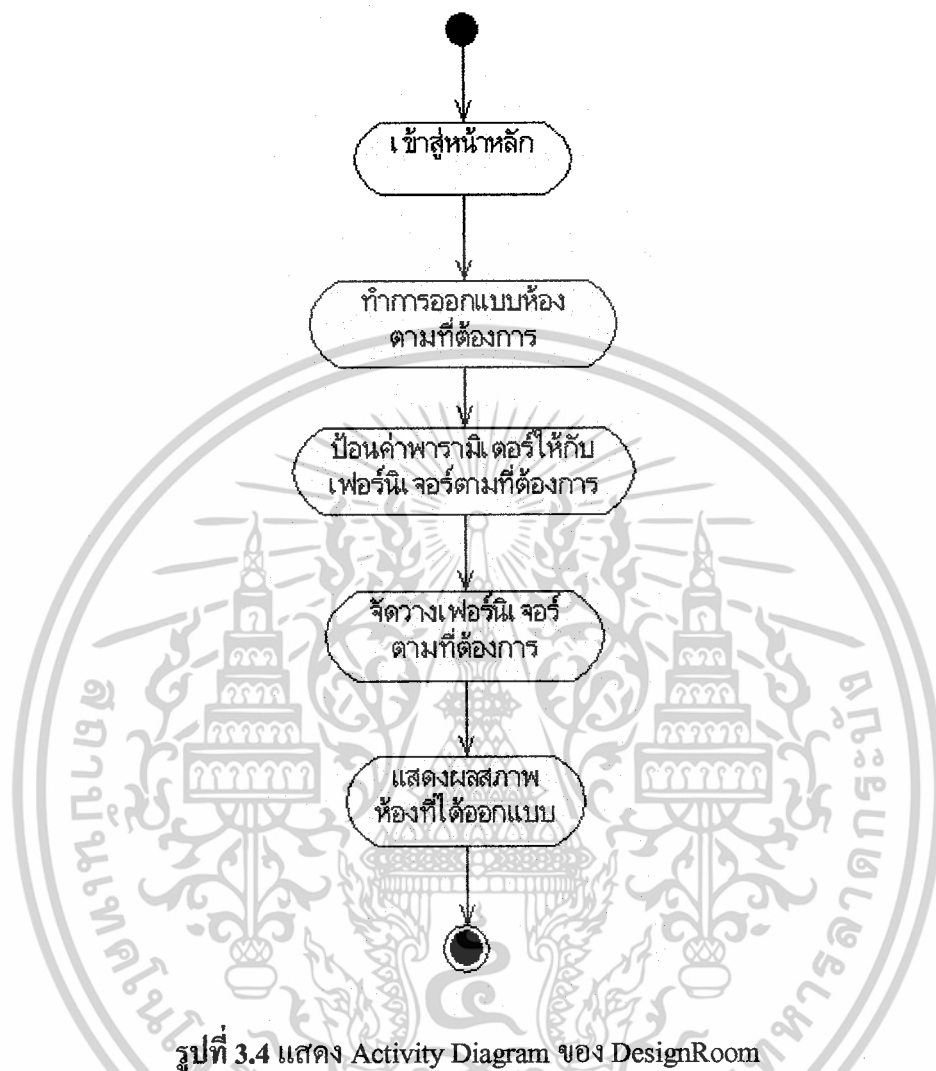 เข้าสู่หน้าหลัก
ทำการออกแบบห้อง
ตามที่ต้องการ
ป้อนค่าพารามิเตอร์ให้กับ
เฟอร์นิเจอร์ตามที่ต้องการ
จัดวางเฟอร์นิเจอร์
ตามที่ต้องการ
แสดงผลสภาพ
ห้องที่ได้ออกแบบ
รูปที่ 3.4 แสดง Activity Diagram ของ DesignRoom